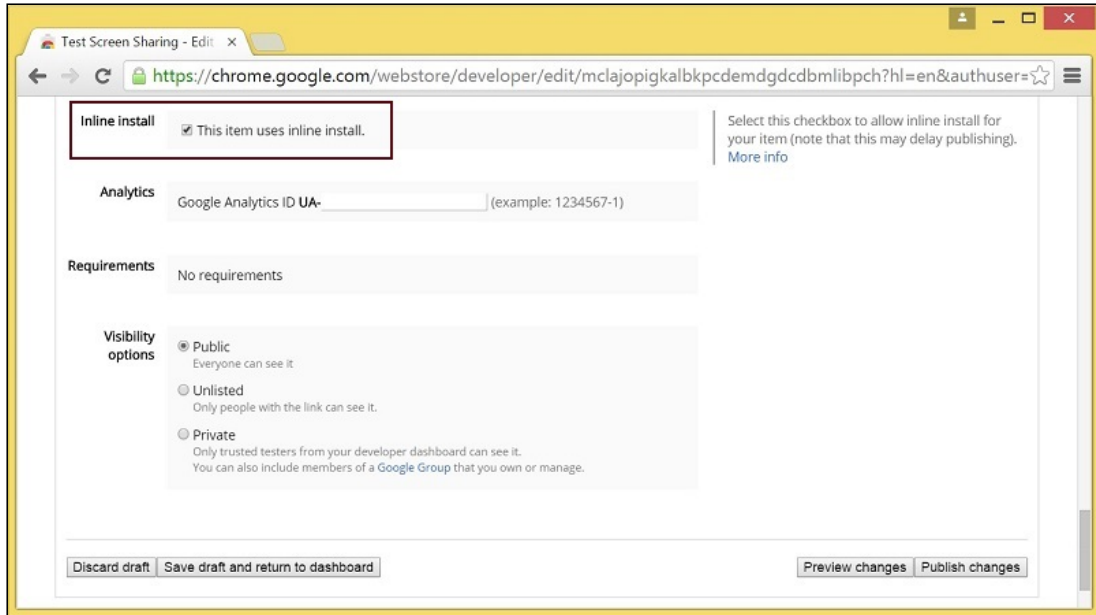 Test Screen Sharing - Edit
https://chrome.google.com/webstore/developer/edit/mclajopigkalbkpcdemdgdcdbmlibpch?hl=en&authuser=
Inline install
This item uses inline install.
Select this checkbox to allow inline install for
your item (note that this may delay publishing).
More info
Analytics
Google Analytics ID UA- (example: 1234567-1)
Requirements
No requirements
Visibility
options
Public
Everyone can see it
Unlisted
Only people with the link can see it.
Private
Only trusted testers from your developer dashboard can see it.
You can also include members of a Google Group that you own or manage.
Discard draft Save draft and return to dashboard Preview changes Publish changes